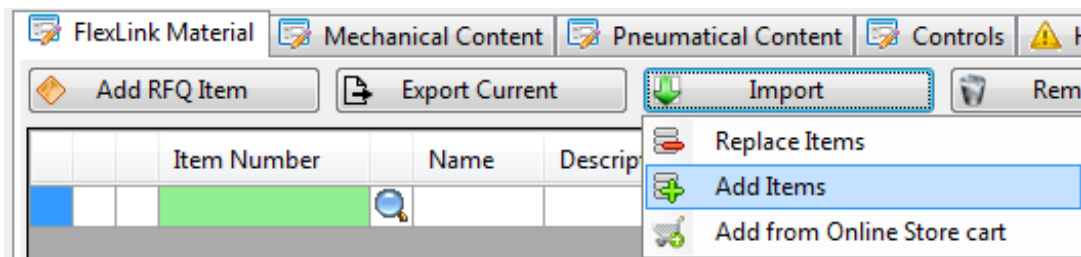 FlexLink Material Mechanical Content Pneumatical Content Controls
Add RFQ Item Export Current Import
Item Number Name
Replace Items
Add Items
Add from Online Store cart